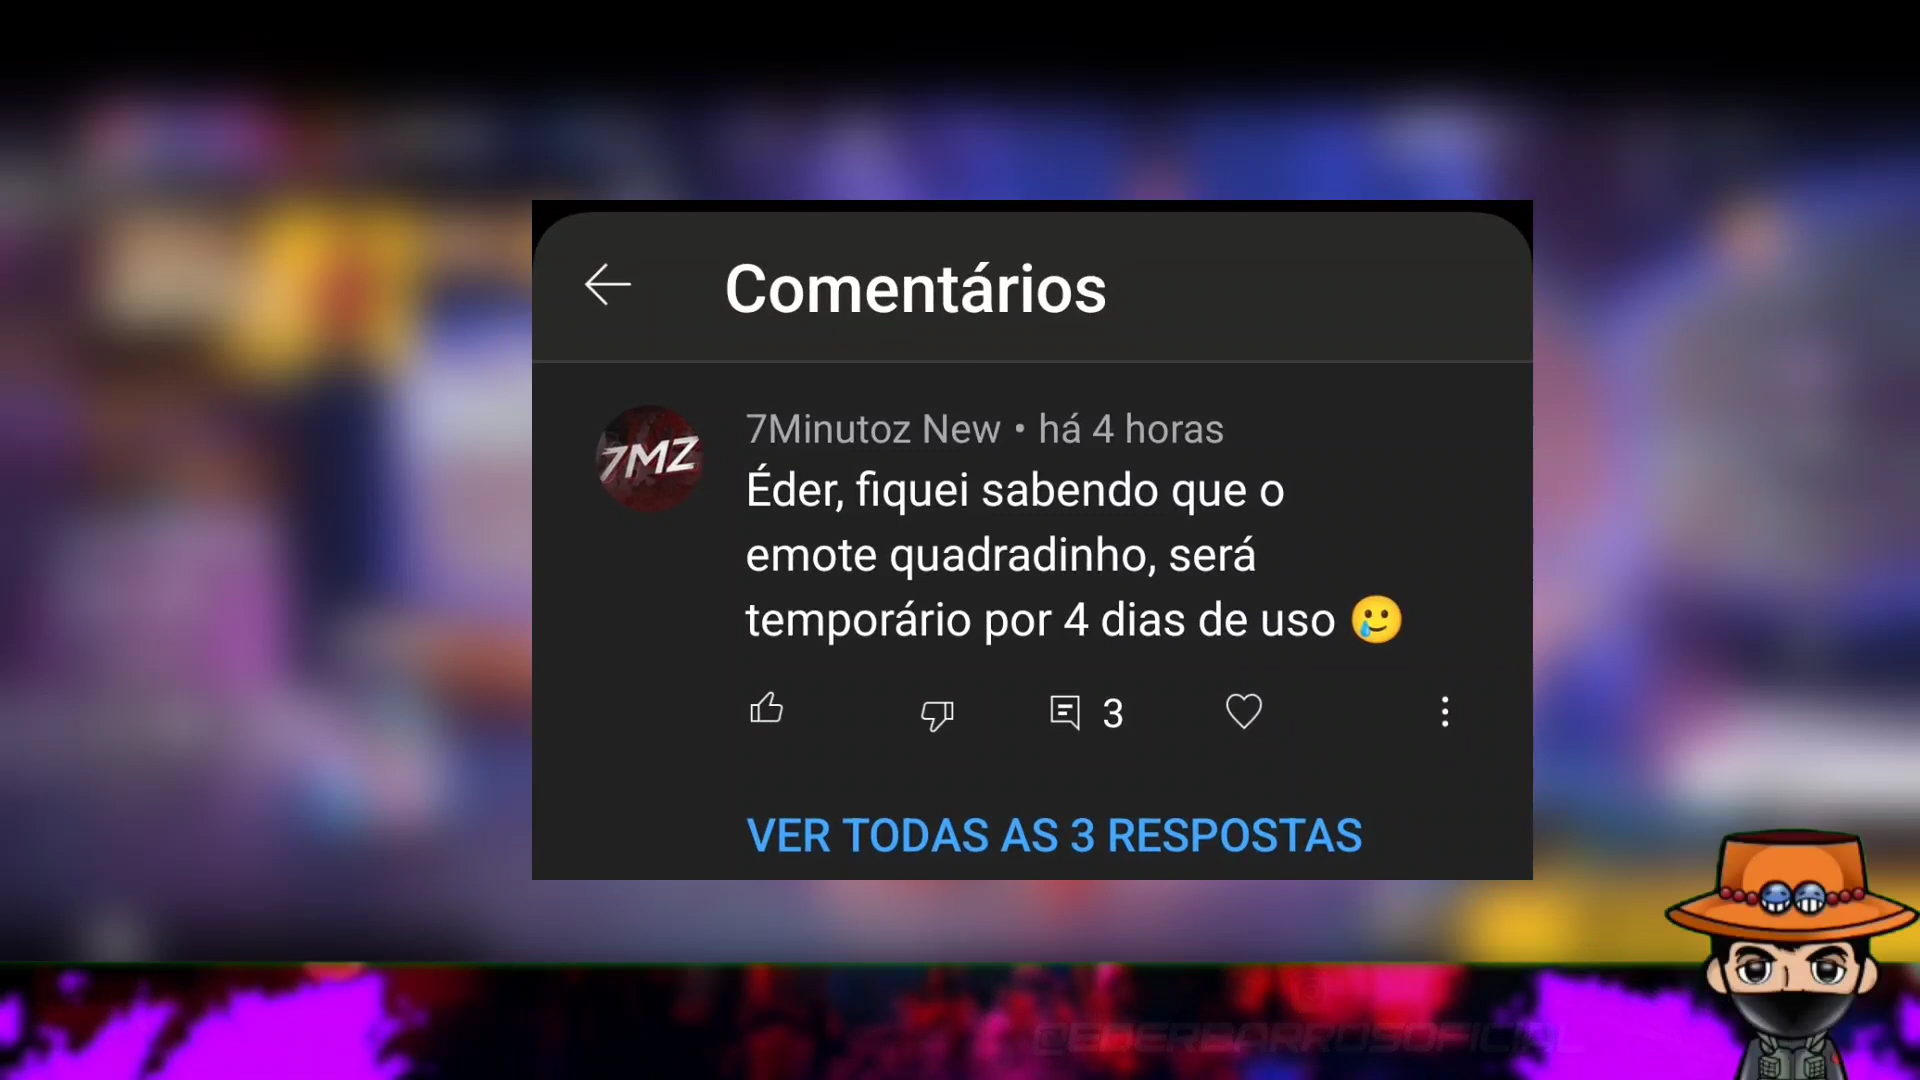 Comentários
7MZ
7Minutoz New • há 4 horas
Éder, fiquei sabendo que o
emote quadradinho, será
temporário por 4 dias de uso 🥲
3
VER TODAS AS 3 RESPOSTAS
@EDERBARROSOFICIAL